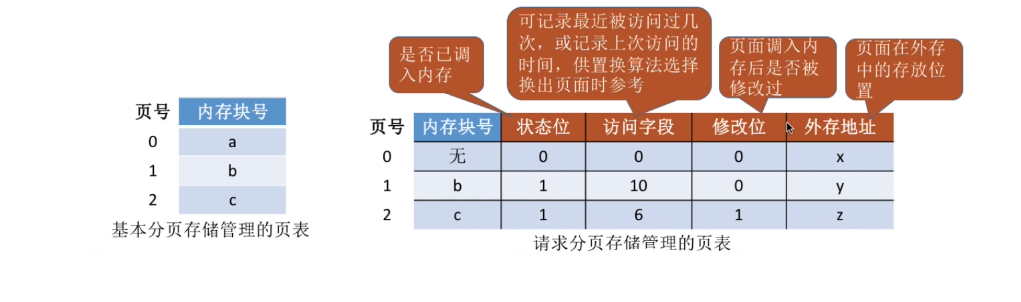 是否已调
入内存
可记录最近被访问过几
次，或记录上次访问的
时间，供置换算法选择
换出页面时参考
页面调入内
存后是否被
修改过
页面在外存
中的存放位
置
页号 内存块号
0 a
1 b
2 c
基本分页存储管理的页表
页号 内存块号 状态位 访问字段 修改位 外存地址
0 无 0 0 0 x
1 b 1 10 0 y
2 c 1 6 1 z
请求分页存储管理的页表